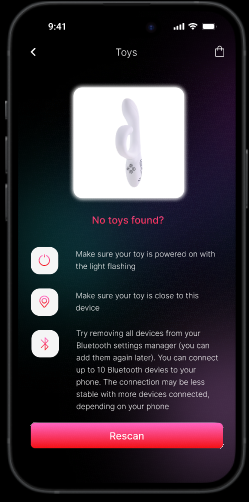 9:41
Toys
No toys found?
Make sure your toy is powered on with
the light flashing
Make sure your toy is close to this
device
Try removing all devices from your
Bluetooth settings manager (you can
add them again later). You can connect
up to 10 Bluetooth devies to your
phone. The connection may be less
stable with more devices connected,
depending on your phone
Rescan